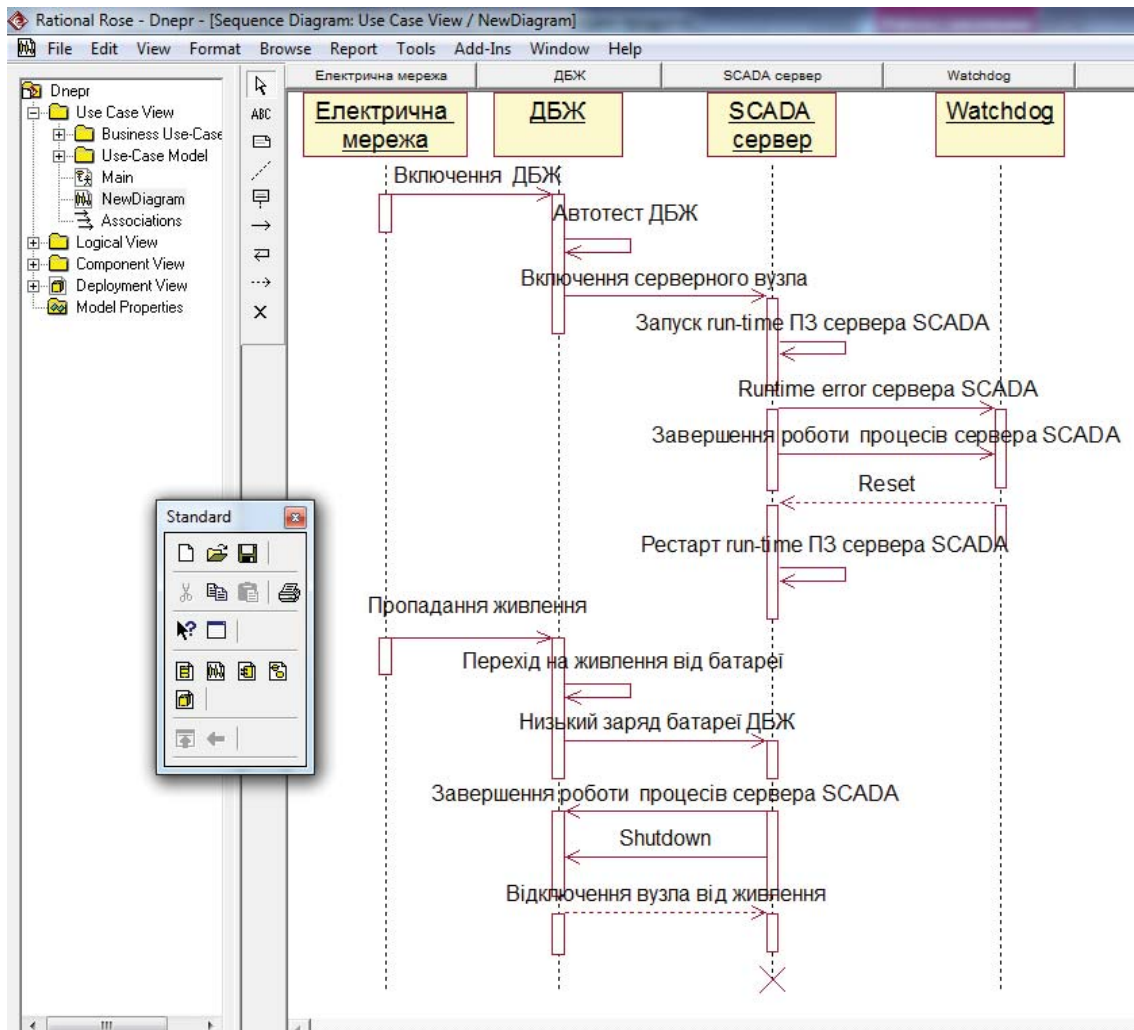 Rational Rose - Dnepr - [Sequence Diagram: Use Case View / NewDiagram]
File Edit View Format Browse Report Tools Add-Ins Window Help
Dnepr
Use Case View
Business Use-Case
Use-Case Model
Main
NewDiagram
Associations
Logical View
Component View
Deployment View
Model Properties
ABC
Standard
Електрична мережа ДБЖ SCADA сервер Watchdog
Електрична
мережа
ДБЖ
SCADA
сервер
Watchdog
Включення ДБЖ
Автотест ДБЖ
Включення серверного вузла
Запуск run-time ПЗ сервера SCADA
Runtime error сервера SCADA
Завершення роботи процесів сервера SCADA
Reset
Рестарт run-time ПЗ сервера SCADA
Пропадання живлення
Перехід на живлення від батареї
Низький заряд батареї ДБЖ
Завершення роботи процесів сервера SCADA
Shutdown
Відключення вузла від живлення